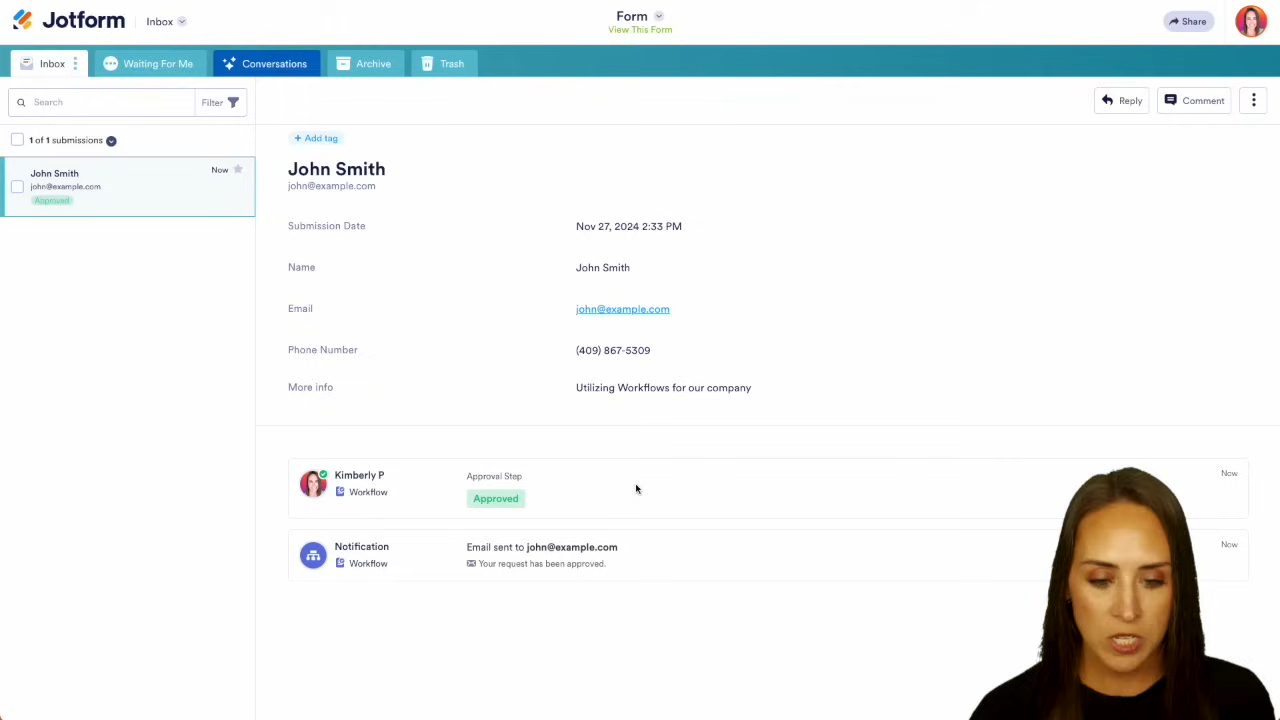 Jotform
Inbox
Form
View This Form
Share
Inbox
Waiting For Me
Conversations
Archive
Trash
Search
Filter
Reply
Comment
1 of 1 submissions
+ Add tag
John Smith
john@example.com
Approved
Now
John Smith
john@example.com
Submission Date
Nov 27, 2024 2:33 PM
Name
John Smith
Email
john@example.com
Phone Number
(409) 867-5309
More info
Utilizing Workflows for our company
Kimberly P
Workflow
Approval Step
Approved
Now
Notification
Workflow
Email sent to john@example.com
Your request has been approved.
Now